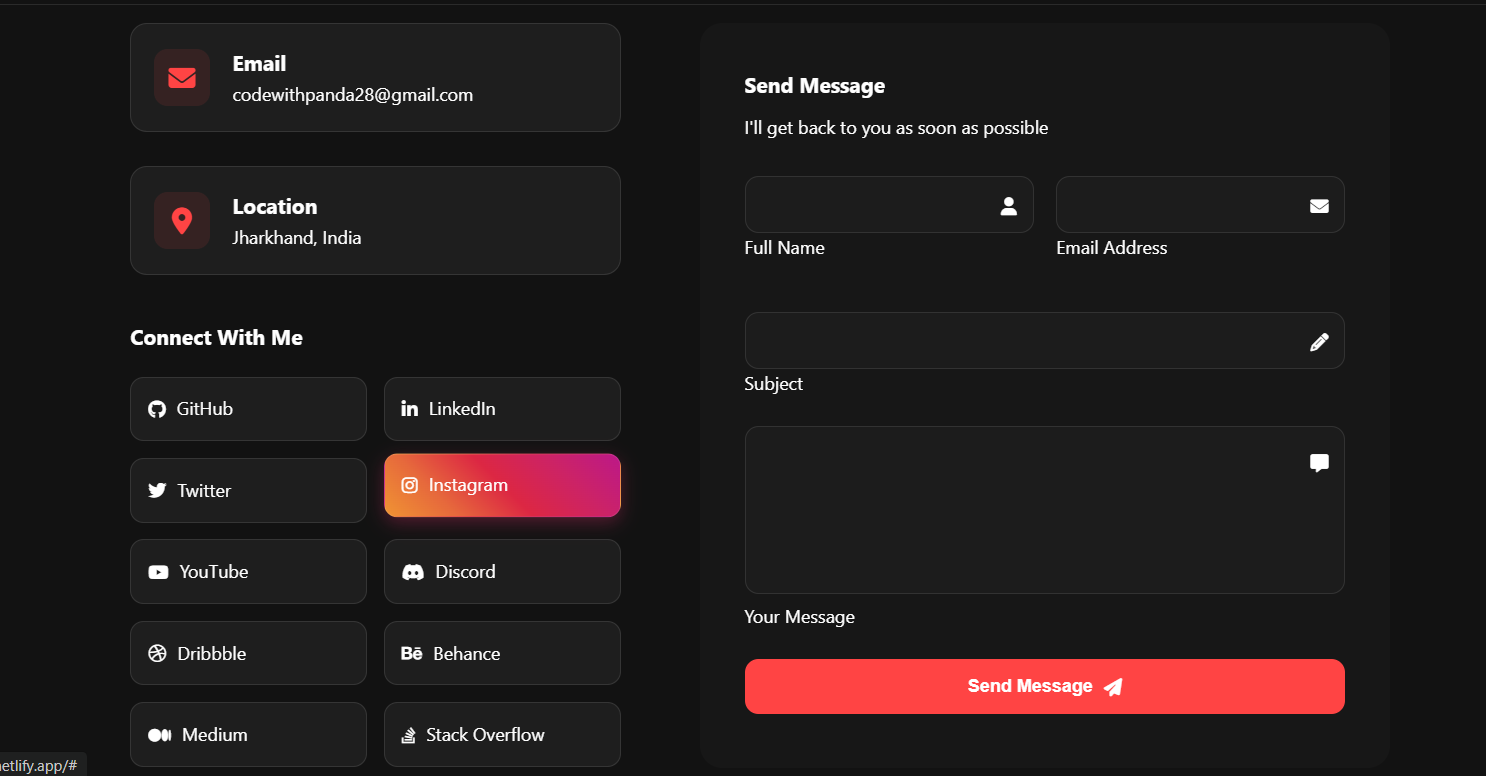 Email
codewithpanda28@gmail.com
Location
Jharkhand, India
Connect With Me
GitHub
LinkedIn
Twitter
Instagram
YouTube
Discord
Dribbble
Bē Behance
Medium
Stack Overflow
Send Message
I'll get back to you as soon as possible
Full Name
Email Address
Subject
Your Message
Send Message
etlify.app/#